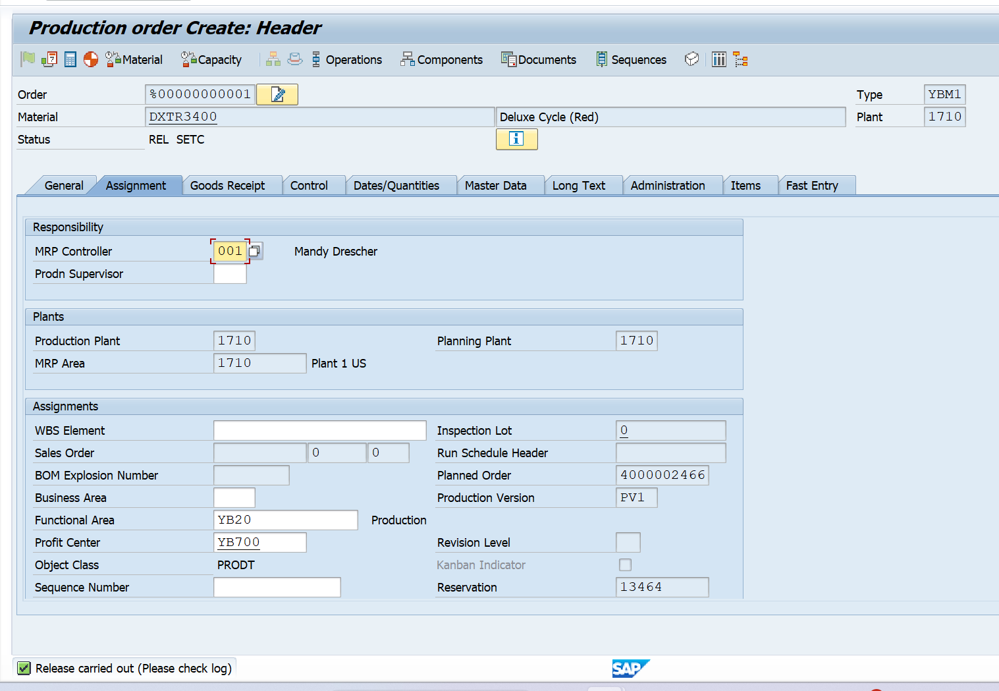 Production order Create: Header
Material Capacity Operations Components Documents Sequences
Order %00000000001 Type YBM1
Material DXTR3400 Deluxe Cycle (Red) Plant 1710
Status REL SETC
General Assignment Goods Receipt Control Dates/Quantities Master Data Long Text Administration Items Fast Entry
Responsibility
MRP Controller 001 Mandy Drescher
Prodn Supervisor
Plants
Production Plant 1710 Planning Plant 1710
MRP Area 1710 Plant 1 US
Assignments
WBS Element Inspection Lot 0
Sales Order 0 0 Run Schedule Header
BOM Explosion Number Planned Order 4000002466
Business Area Production Version PV1
Functional Area YB20 Production
Profit Center YB700 Revision Level
Object Class PRODT Kanban Indicator
Sequence Number Reservation 13464
Release carried out (Please check log) SAP